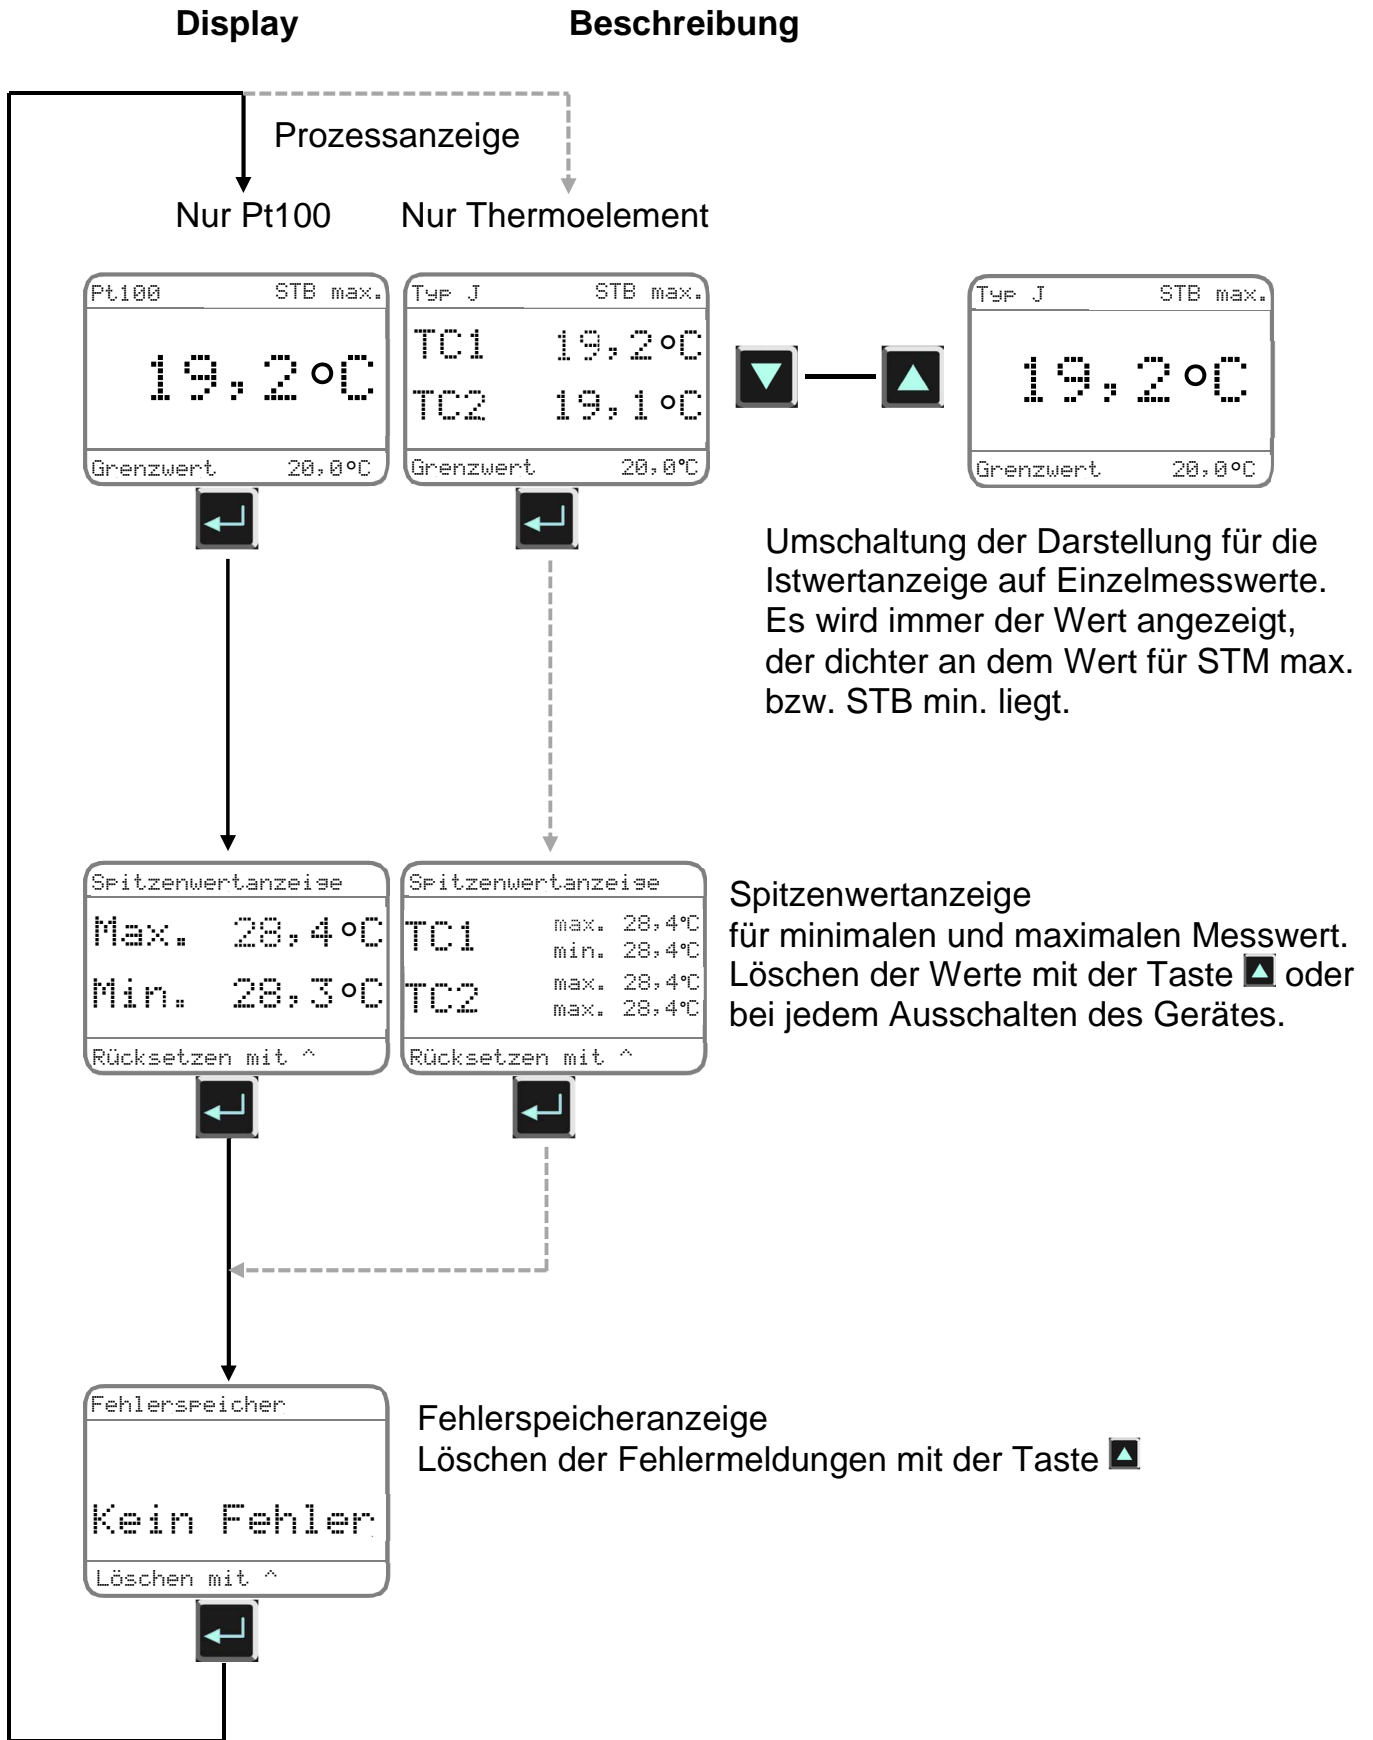 Display Beschreibung
Prozessanzeige
Nur Pt100 Nur Thermoelement
Pt100 STB max.
19,2°C
Grenzwert 20,0°C
Typ J STB max.
TC1 19,2°C
TC2 19,1°C
Grenzwert 20,0°C
Typ J STB max.
19,2°C
Grenzwert 20,0°C
Umschaltung der Darstellung für die
Istwertanzeige auf Einzelmesswerte.
Es wird immer der Wert angezeigt,
der dichter an dem Wert für STM max.
bzw. STB min. liegt.
Spitzenwertanzeige
Max. 28,4°C
Min. 28,3°C
Rücksetzen mit ^
Spitzenwertanzeige
TC1 max. 28,4°C
min. 28,4°C
TC2 max. 28,4°C
max. 28,4°C
Rücksetzen mit ^
Spitzenwertanzeige
für minimalen und maximalen Messwert.
Löschen der Werte mit der Taste oder
bei jedem Ausschalten des Gerätes.
Fehlerspeicher
Kein Fehler
Löschen mit ^
Fehlerspeicheranzeige
Löschen der Fehlermeldungen mit der Taste